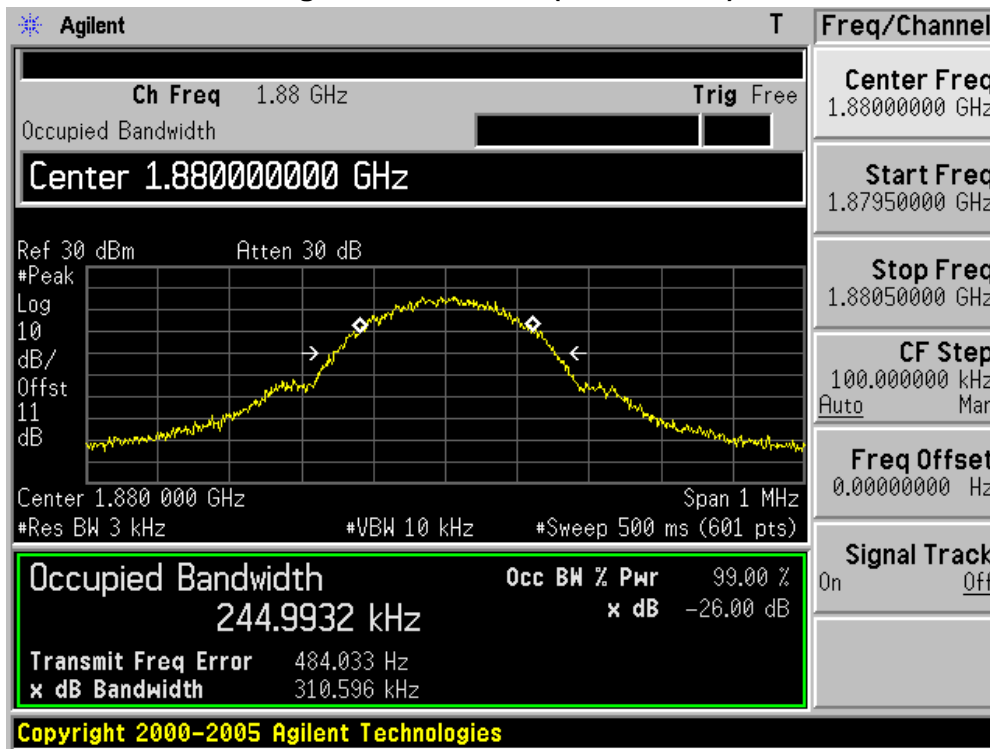 Agilent T Freq/Channel
Ch Freq 1.88 GHz Trig Free
Occupied Bandwidth
Center 1.880000000 GHz
Ref 30 dBm Atten 30 dB
#Peak
Log
10
dB/
Offst
11
dB
Center 1.880 000 GHz Span 1 MHz
#Res BW 3 kHz #VBW 10 kHz #Sweep 500 ms (601 pts)
Occupied Bandwidth Occ BW % Pwr 99.00 %
244.9932 kHz x dB -26.00 dB
Transmit Freq Error 484.033 Hz
x dB Bandwidth 310.596 kHz
Copyright 2000-2005 Agilent Technologies
Center Freq
1.88000000 GHz
Start Freq
1.87950000 GHz
Stop Freq
1.88050000 GHz
CF Step
100.000000 kHz
Auto Man
Freq Offset
0.00000000 Hz
Signal Track
On Off